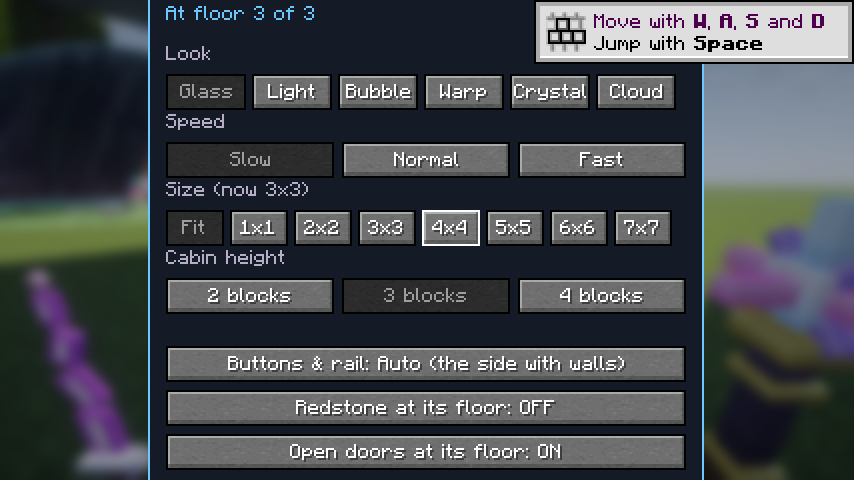 At floor 3 of 3
Move with W, A, S and D
Jump with Space
Look
Glass Light Bubble Warp Crystal Cloud
Speed
Slow Normal Fast
Size (now 3x3)
Fit 1x1 2x2 3x3 4x4 5x5 6x6 7x7
Cabin height
2 blocks 3 blocks 4 blocks
Buttons & rail: Auto (the side with walls)
Redstone at its floor: OFF
Open doors at its floor: ON